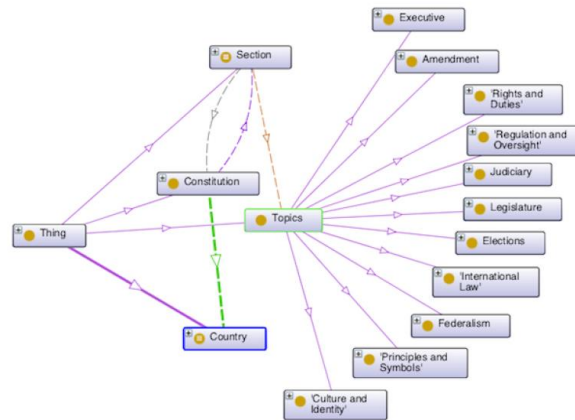 Executive
Section
Amendment
'Rights and
Duties'
'Regulation and
Oversight'
Judiciary
Constitution
Legislature
Topics
Thing
Elections
'International
Law'
Federalism
Country
'Principles and
Symbols'
'Culture and
Identity'